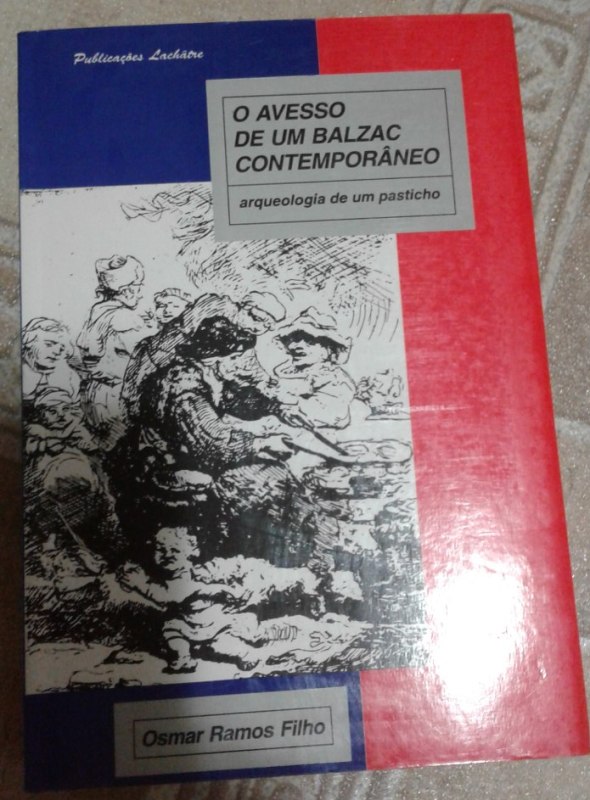 Publicações Lachâtre
O AVESSO
DE UM BALZAC
CONTEMPORÂNEO
arqueologia de um pasticho
Osmar Ramos Filho